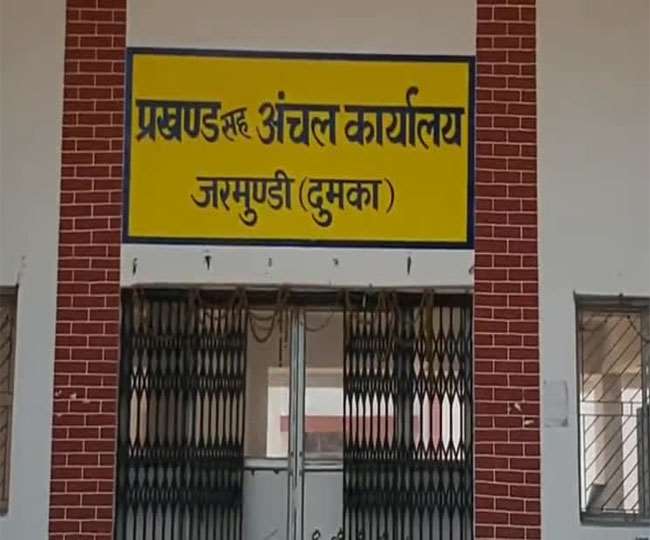 प्रखण्ड सह अंचल कार्यालय
जरमुण्डी (दुमका)